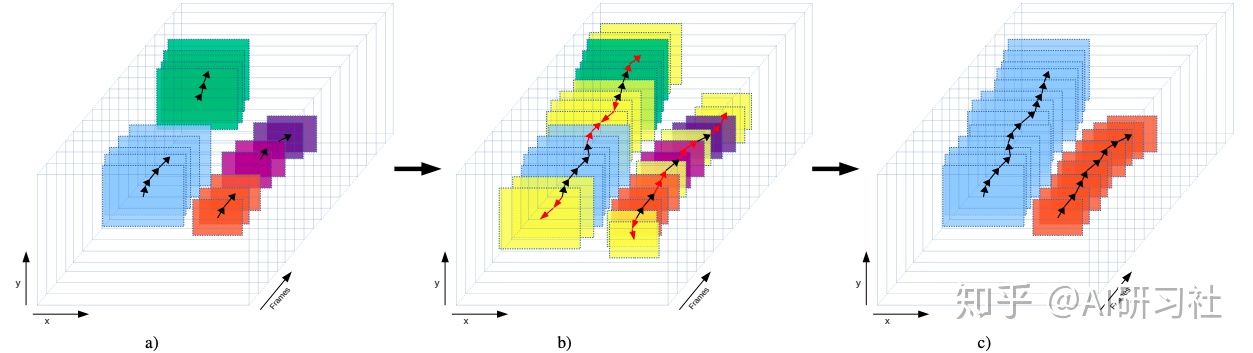 y
x
Frames
a)
y
x
Frames
b)
y
x
Frames
c)
知乎 @AI研习社